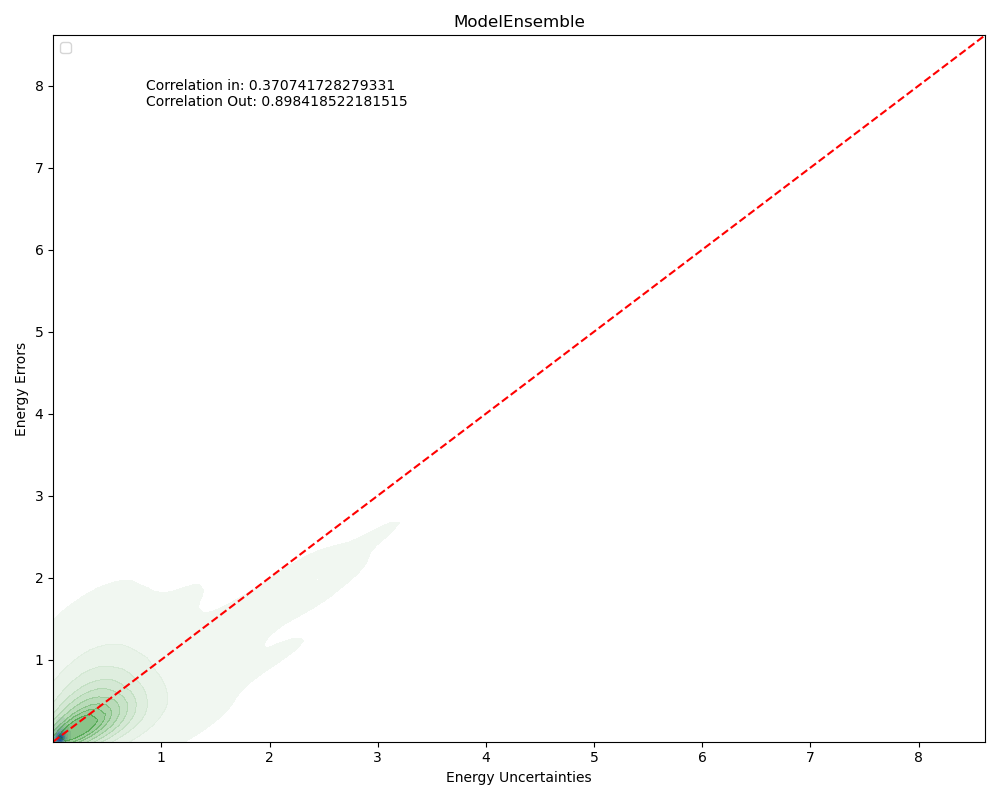 ModelEnsemble
Correlation in: 0.370741728279331
Correlation Out: 0.898418522181515
8
7
6
5
4
3
2
1
Energy Errors
1 2 3 4 5 6 7 8
Energy Uncertainties